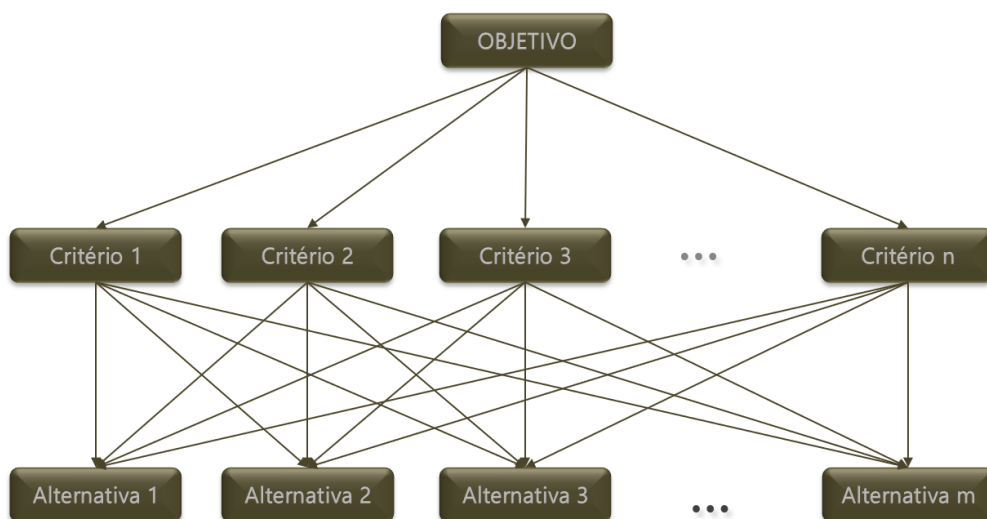 OBJETIVO
Critério 1 Critério 2 Critério 3 ... Critério n
Alternativa 1 Alternativa 2 Alternativa 3 ... Alternativa m